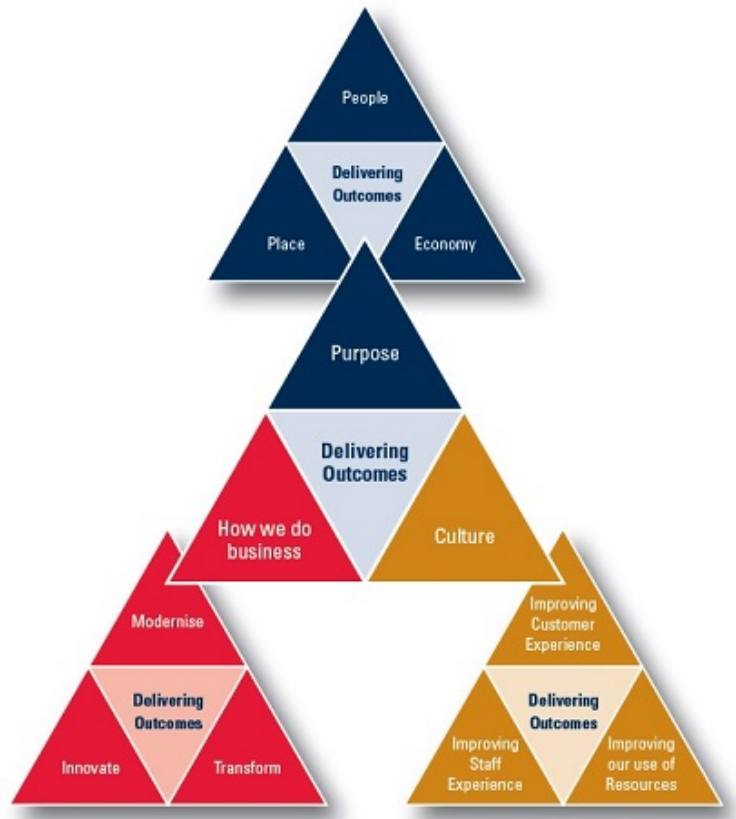 People
Delivering
Outcomes
Place
Economy
Purpose
Delivering
Outcomes
How we do
business
Culture
Modernise
Delivering
Outcomes
Innovate
Transform
Improving
Customer
Experience
Delivering
Outcomes
Improving
Staff
Experience
Improving
our use of
Resources